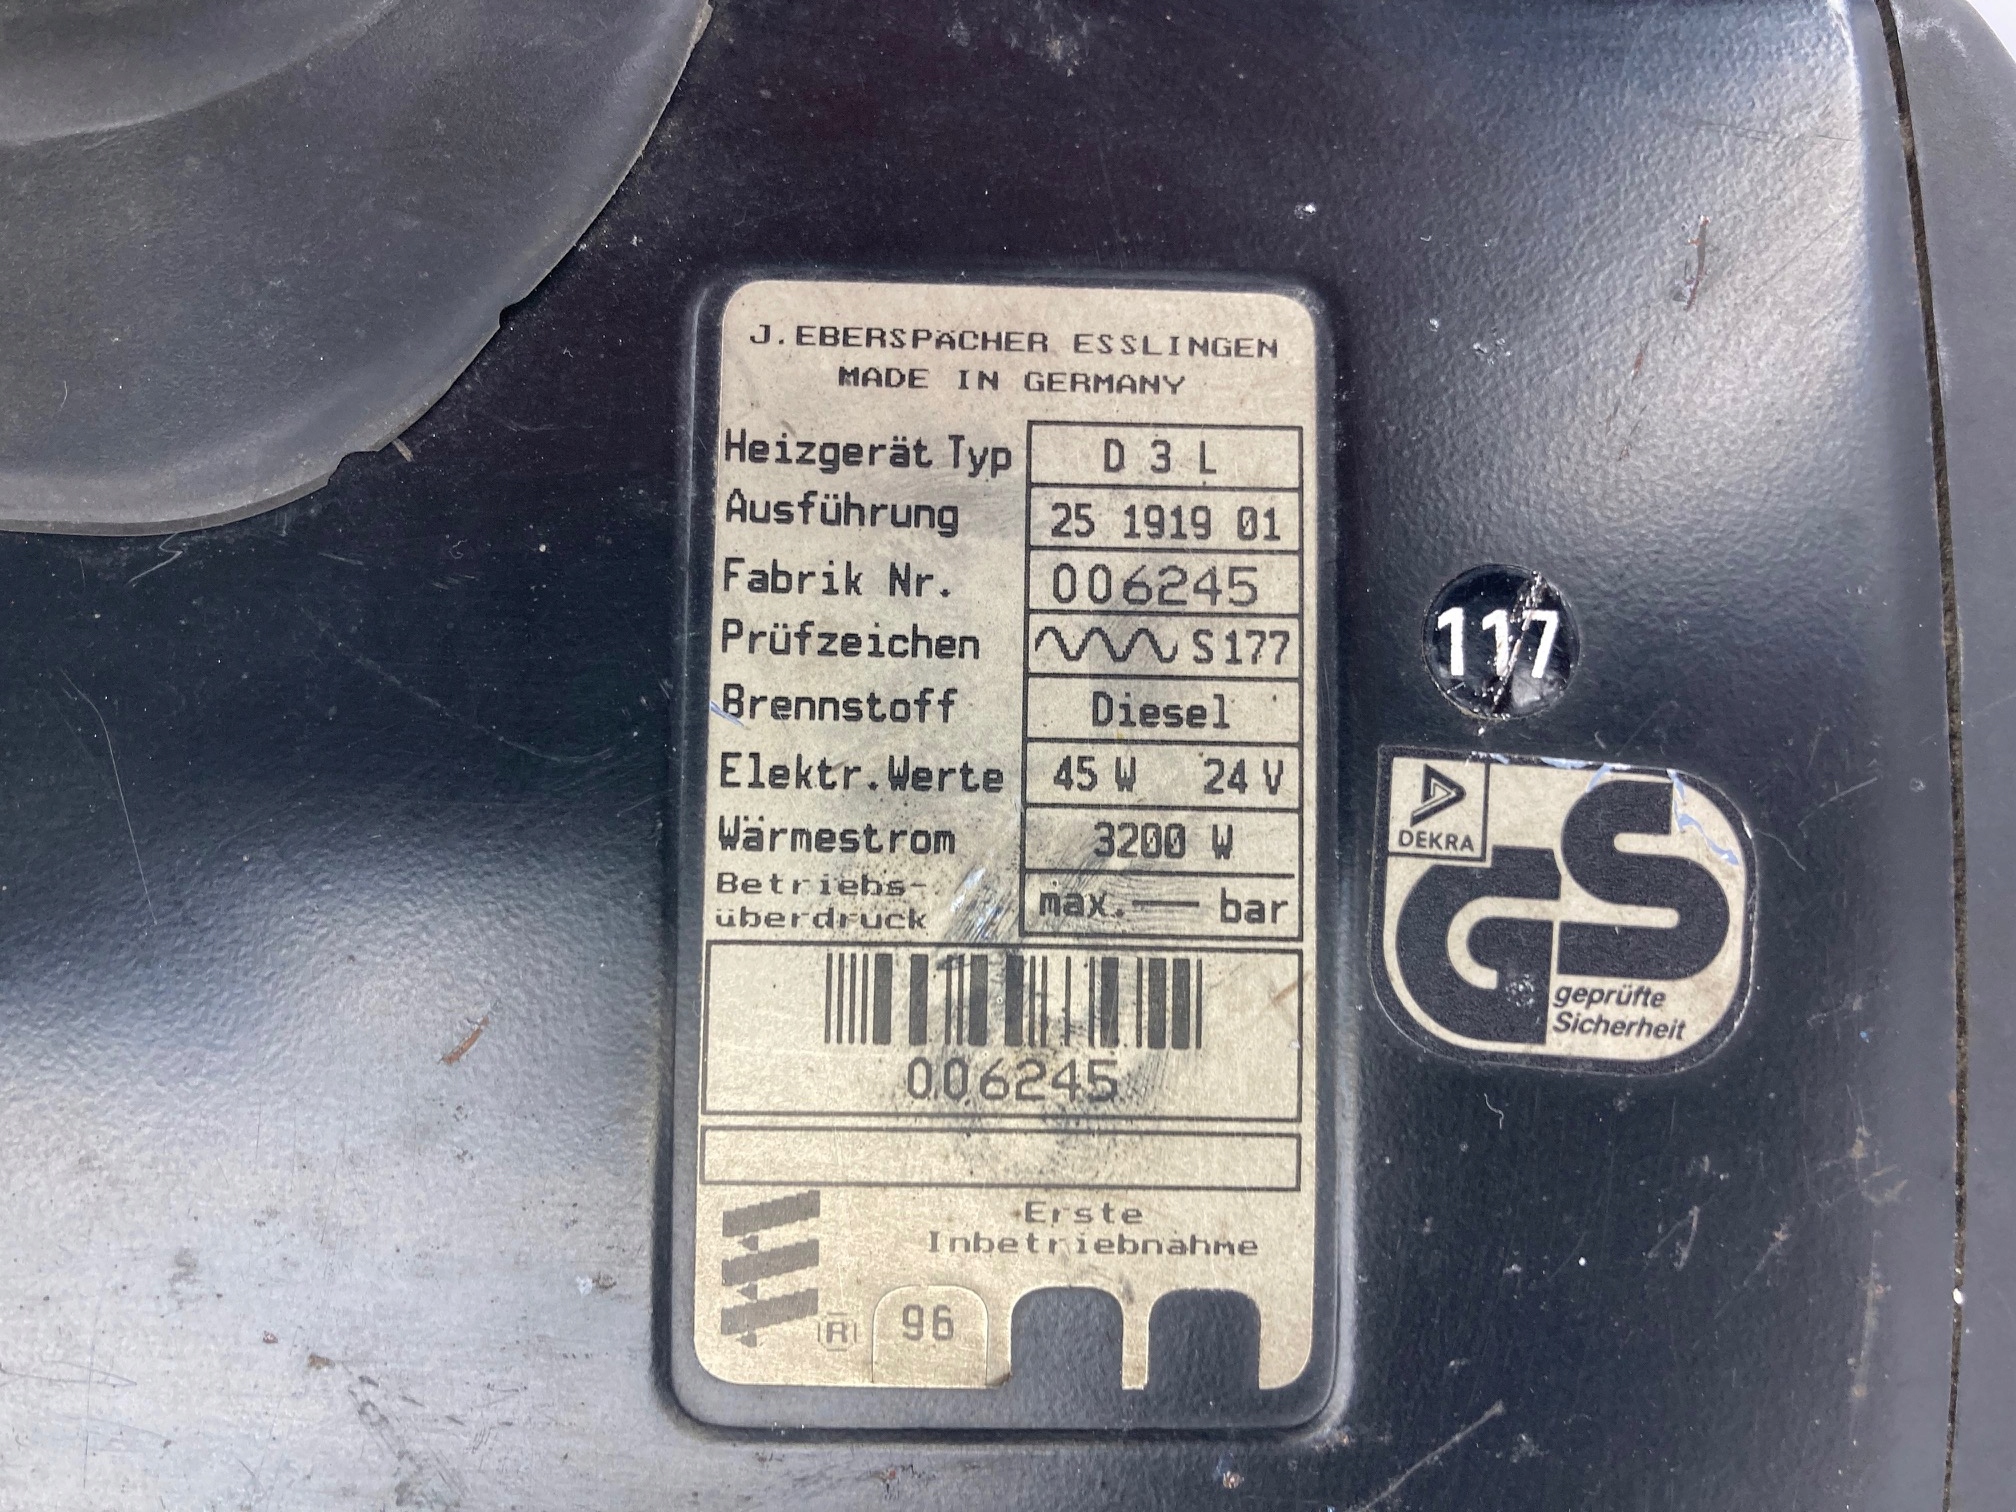 J. EBERSPÄCHER ESSLINGEN
MADE IN GERMANY
Heizgerät Typ D 3 L
Ausführung 25 1919 01
Fabrik Nr. 006245
Prüfzeichen S 177
Brennstoff Diesel
Elektr.Werte 45 W 24 V
Wärmestrom 3200 W
Betriebs-
überdruck max. — bar
006245
Erste
Inbetriebnahme
R 96
117
DEKRA
GS
geprüfte
Sicherheit